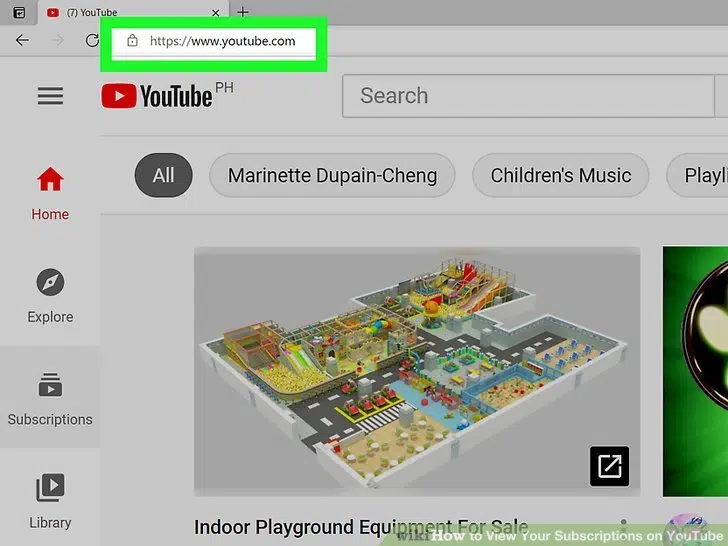 (7) YouTube
https://www.youtube.com
YouTube PH
Search
All
Marinette Dupain-Cheng
Children's Music
Playli
Home
Explore
Subscriptions
Library
Indoor Playground Equipment For Sale
wikiHow to View Your Subscriptions on YouTube